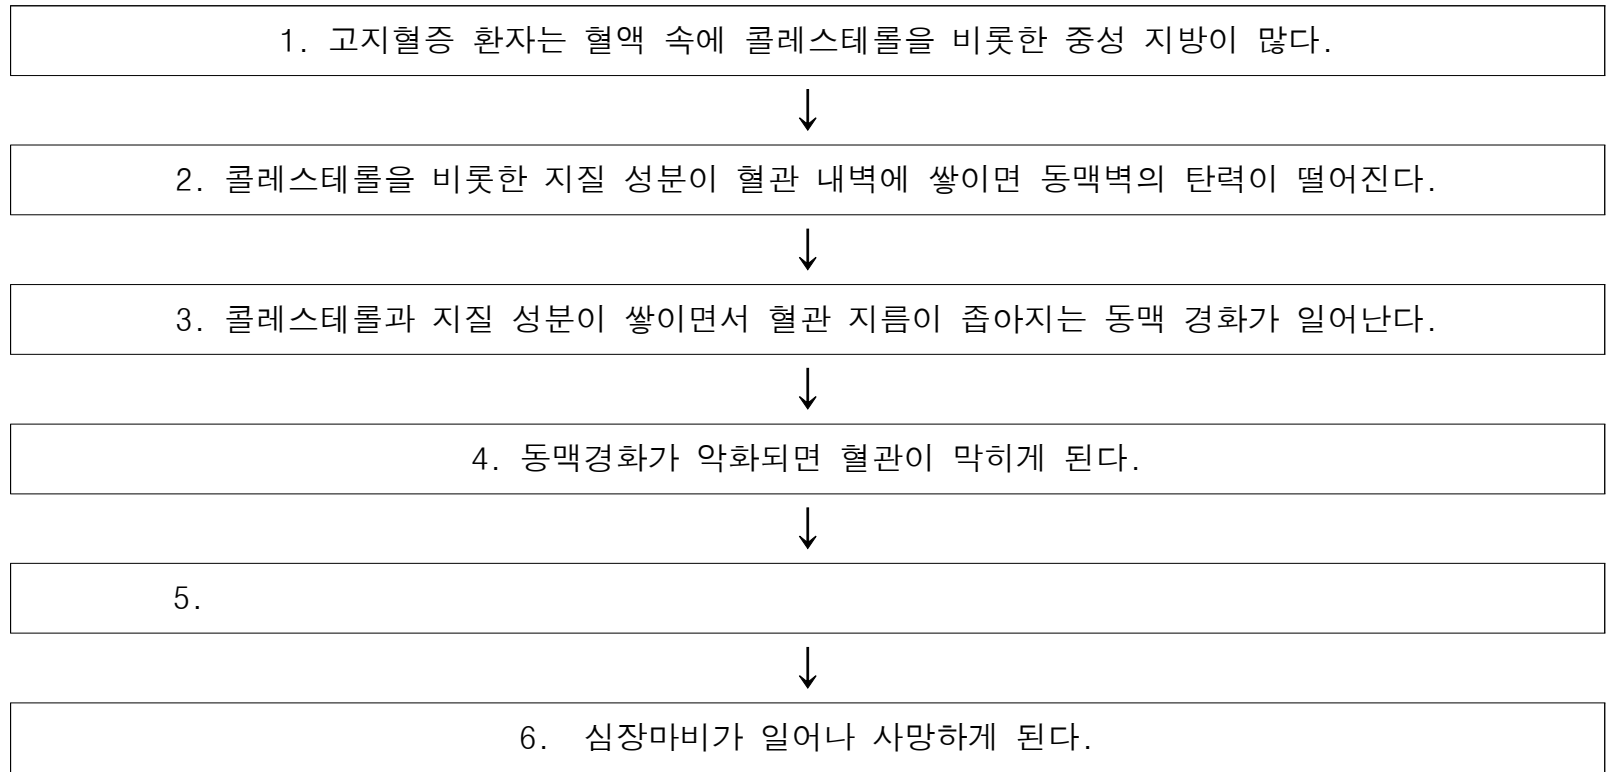 1. 고지혈증 환자는 혈액 속에 콜레스테롤을 비롯한 중성 지방이 많다.
↓
2. 콜레스테롤을 비롯한 지질 성분이 혈관 내벽에 쌓이면 동맥벽의 탄력이 떨어진다.
↓
3. 콜레스테롤과 지질 성분이 쌓이면서 혈관 지름이 좁아지는 동맥 경화가 일어난다.
↓
4. 동맥경화가 악화되면 혈관이 막히게 된다.
↓
5.
↓
6. 심장마비가 일어나 사망하게 된다.